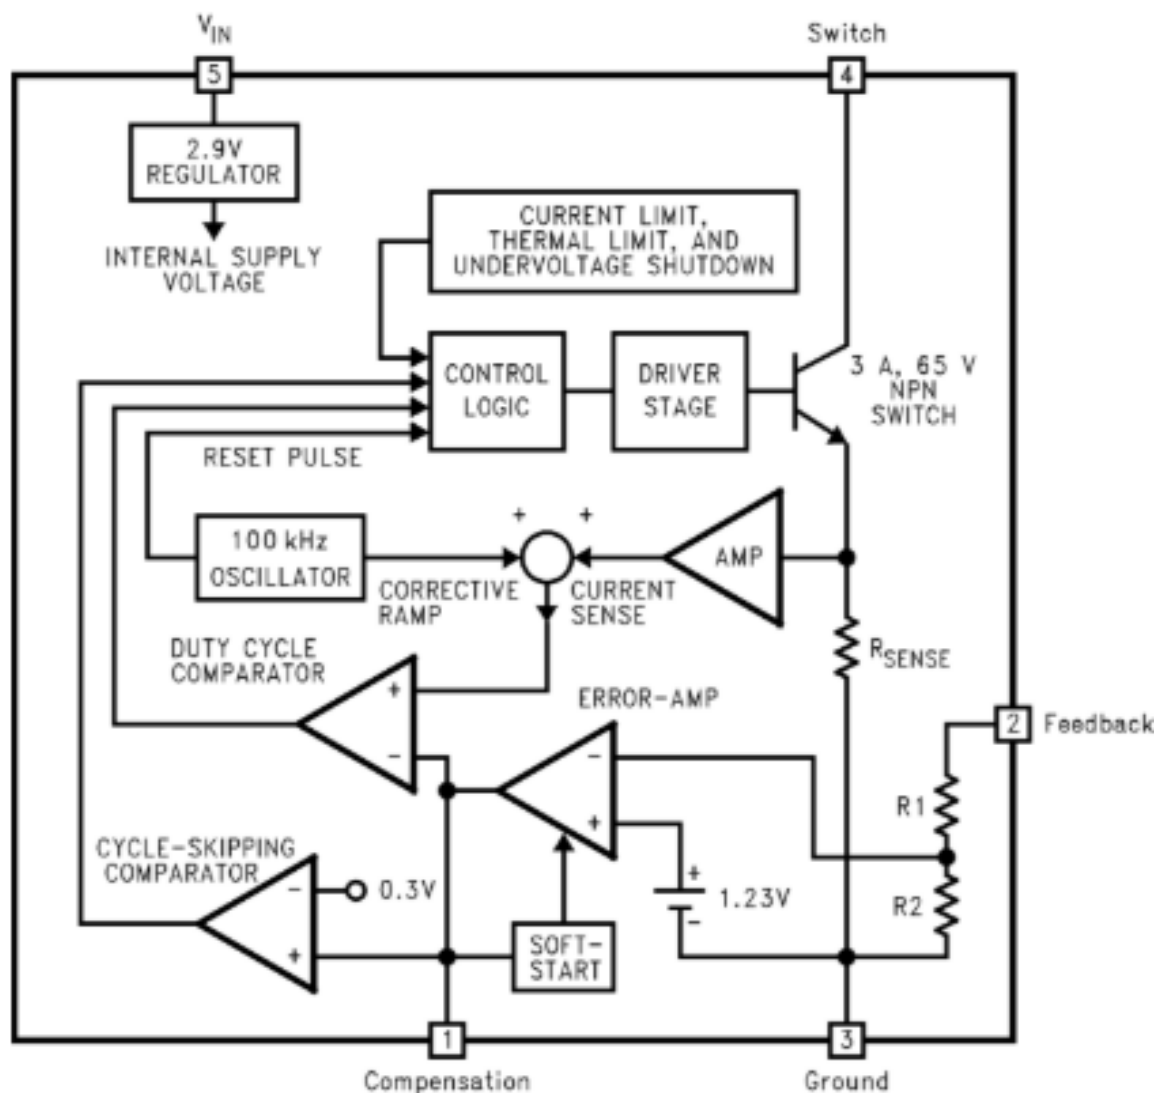 V_IN
Switch
5
4
2.9V
REGULATOR
INTERNAL SUPPLY
VOLTAGE
CURRENT LIMIT,
THERMAL LIMIT, AND
UNDERVOLTAGE SHUTDOWN
CONTROL
LOGIC
DRIVER
STAGE
3 A, 65 V
NPN
SWITCH
RESET PULSE
100 kHz
OSCILLATOR
+
+
AMP
CORRECTIVE
RAMP
CURRENT
SENSE
R_SENSE
DUTY CYCLE
COMPARATOR
+
-
ERROR-AMP
-
+
2
Feedback
R1
R2
CYCLE-SKIPPING
COMPARATOR
-
0.3V
+
+
1.23V
-
SOFT-
START
1
3
Compensation
Ground